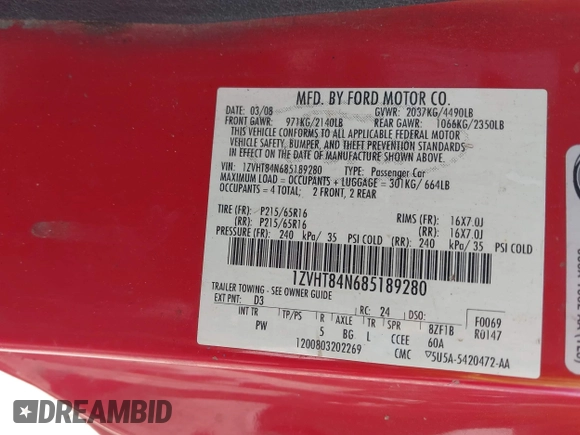 MFD. BY FORD MOTOR CO.
DATE: 03/08 GVWR: 2037KG/4490LB
FRONT GAWR: 971KG/2140LB REAR GAWR: 1066KG/2350LB
THIS VEHICLE CONFORMS TO ALL APPLICABLE FEDERAL MOTOR
VEHICLE SAFETY, BUMPER, AND THEFT PREVENTION STANDARDS
IN EFFECT ON THE DATE OF MANUFACTURE SHOWN ABOVE.
VIN: 1ZVHT84N685189280 TYPE: Passenger Car
MAXIMUM LOAD = OCCUPANTS + LUGGAGE = 301KG/ 664LB
OCCUPANTS = 4 TOTAL; 2 FRONT, 2 REAR
TIRE (FR): P215/65R16 RIMS (FR): 16X7.0J
(RR): P215/65R16 (RR): 16X7.0J
PRESSURE (FR): 240 kPa/ 35 PSI COLD (RR): 240 kPa/ 35 PSI COLD
1ZVHT84N685189280
TRAILER TOWING - SEE OWNER GUIDE
EXT PNT: D3 RC: 24 DSO: F0069
PW R0147
TP/PS R AXLE TR SPR 8ZF1B
5 BG L CCEE 60A
1200803202269 CMC 5U5A-5420472-AA
DREAMBID